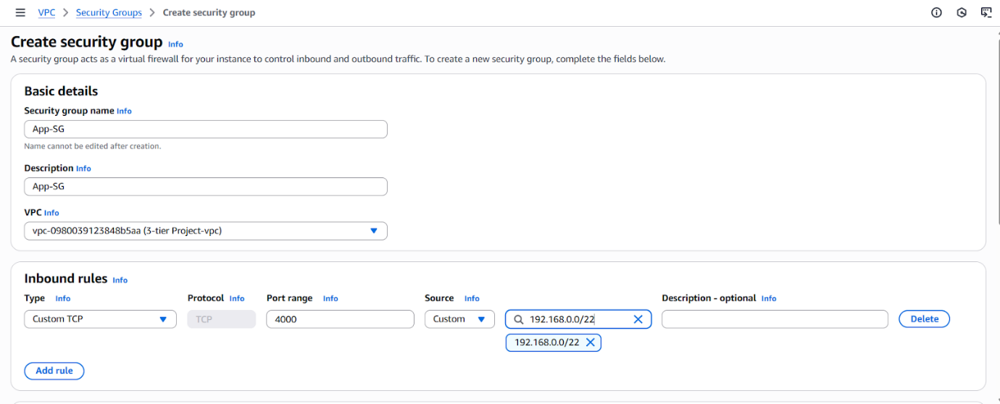 VPC > Security Groups > Create security group
Create security group Info
A security group acts as a virtual firewall for your instance to control inbound and outbound traffic. To create a new security group, complete the fields below.
Basic details
Security group name Info
App-SG
Name cannot be edited after creation.
Description Info
App-SG
VPC Info
vpc-0980039123848b5aa (3-tier Project-vpc)
Inbound rules Info
Type Info Protocol Info Port range Info Source Info Description - optional Info
Custom TCP TCP 4000 Custom 192.168.0.0/22 Delete
192.168.0.0/22
Add rule